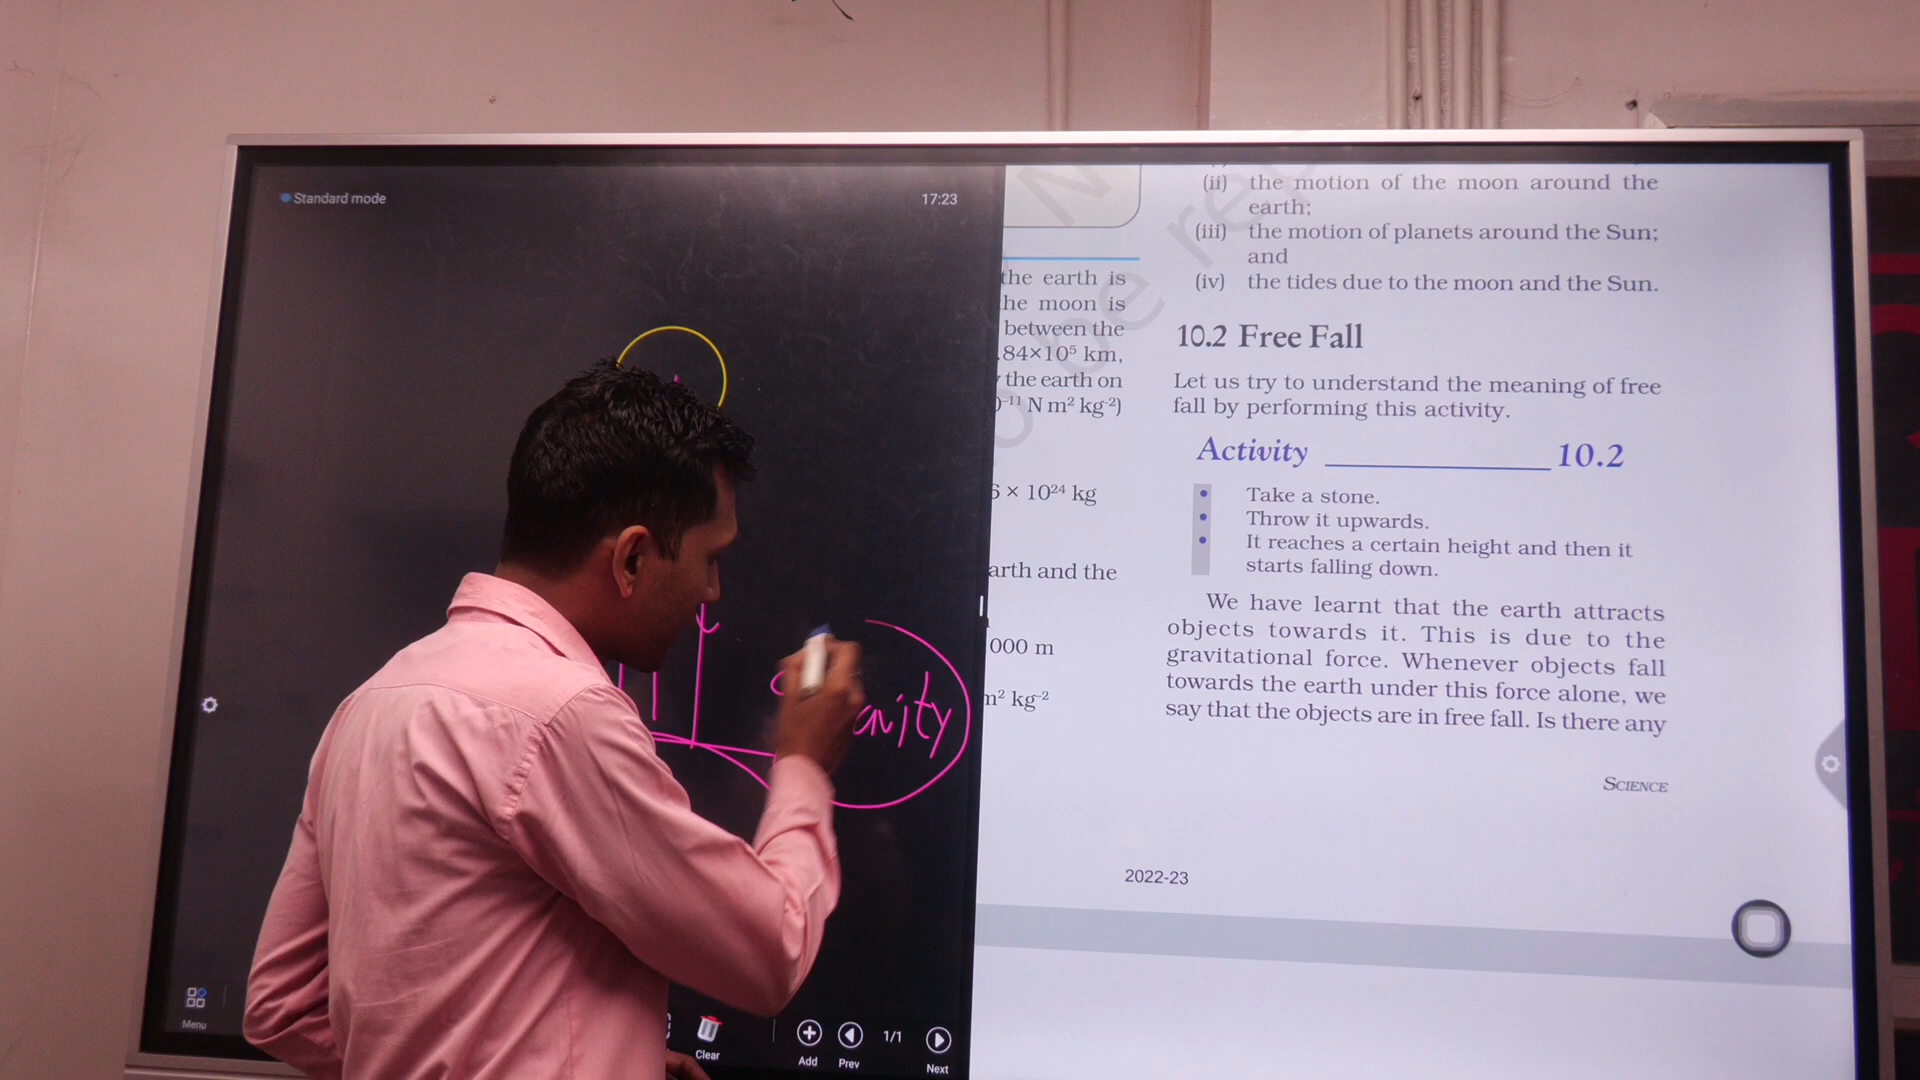 Standard mode
17:23
avity
Menu
Clear
Add
Prev
1/1
Next
the earth is
he moon is
between the
.84×10⁵ km,
the earth on
⁻¹¹ N m² kg⁻²)
6 × 10²⁴ kg
arth and the
000 m
m² kg⁻²
(ii) the motion of the moon around the
earth;
(iii) the motion of planets around the Sun;
and
(iv) the tides due to the moon and the Sun.
10.2 Free Fall
Let us try to understand the meaning of free
fall by performing this activity.
Activity 10.2
• Take a stone.
• Throw it upwards.
• It reaches a certain height and then it
starts falling down.
We have learnt that the earth attracts
objects towards it. This is due to the
gravitational force. Whenever objects fall
towards the earth under this force alone, we
say that the objects are in free fall. Is there any
SCIENCE
2022-23